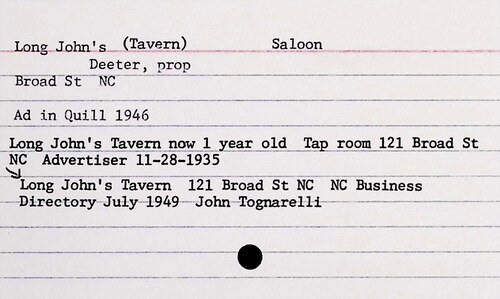 Long John's (Tavern) Saloon
Deeter, prop
Broad St NC
Ad in Quill 1946
Long John's Tavern now 1 year old Tap room 121 Broad St
NC Advertiser 11-28-1935
Long John's Tavern 121 Broad St NC NC Business
Directory July 1949 John Tognarelli